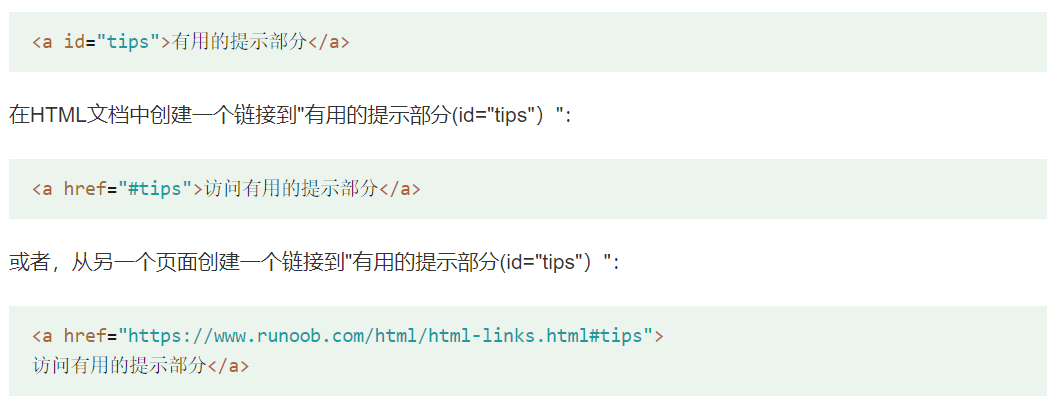 <a id="tips">有用的提示部分</a>
在HTML文档中创建一个链接到"有用的提示部分(id="tips"）"：
<a href="#tips">访问有用的提示部分</a>
或者，从另一个页面创建一个链接到"有用的提示部分(id="tips"）"：
<a href="https://www.runoob.com/html/html-links.html#tips">
访问有用的提示部分</a>